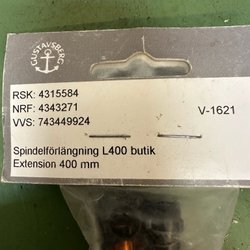 GUSTAVSBERG
RSK: 4315584
NRF: 4343271
VVS: 743449924
V-1621
Spindelförlängning L400 butik
Extension 400 mm